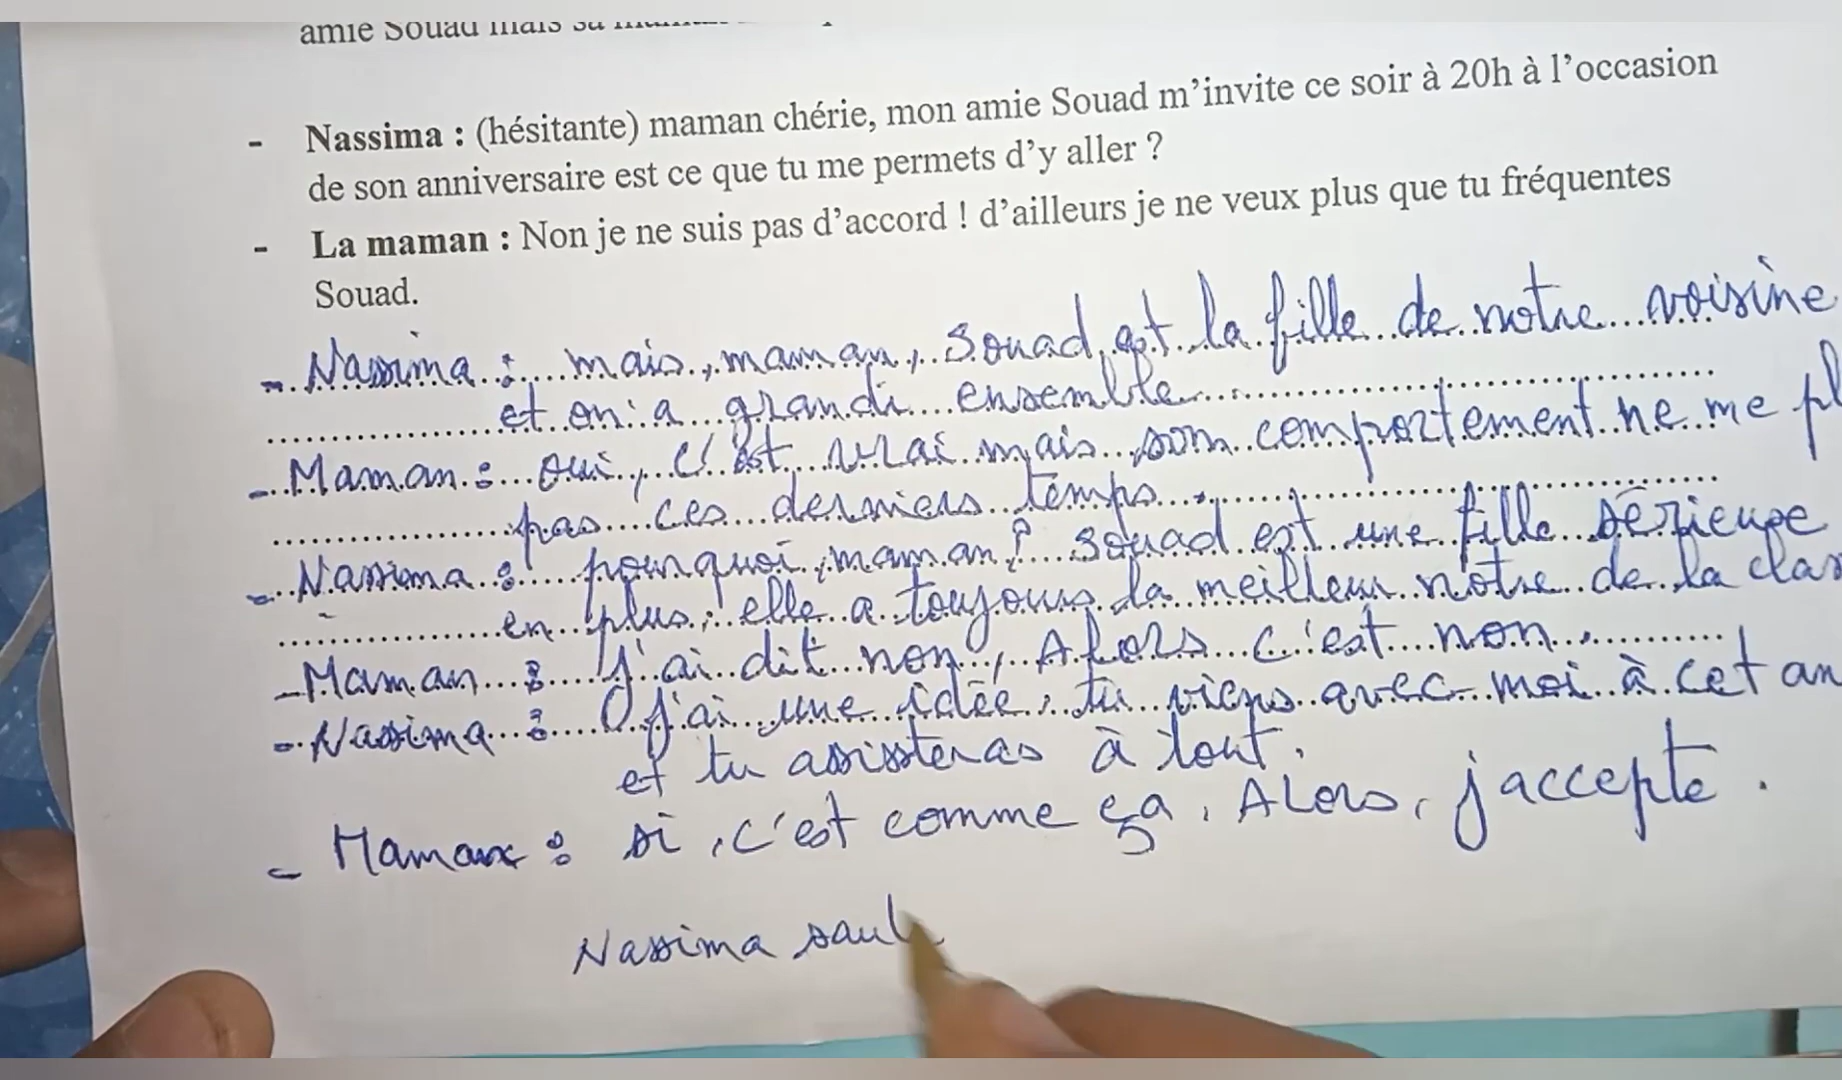 amie Souad mais sa
- Nassima : (hésitante) maman chérie, mon amie Souad m'invite ce soir à 20h à l'occasion
de son anniversaire est ce que tu me permets d'y aller ?
- La maman : Non je ne suis pas d'accord ! d'ailleurs je ne veux plus que tu fréquentes
Souad.
- Nassima : mais, maman, Souad est la fille de notre voisine
et on a grandi ensemble
- Maman : oui, c'est vrai mais son comportement ne me pl
pas ces derniers temps.
- Nassima : pourquoi, maman ? Souad est une fille sérieuse
en plus, elle a toujours la meilleur note de la clas
- Maman : J'ai dit non, Alors c'est non.
- Nassima : J'ai une idée, tu viens avec moi à cet an
et tu assisteras à tout.
- Maman : si, c'est comme ça, Alors, j'accepte.
Nassima saut